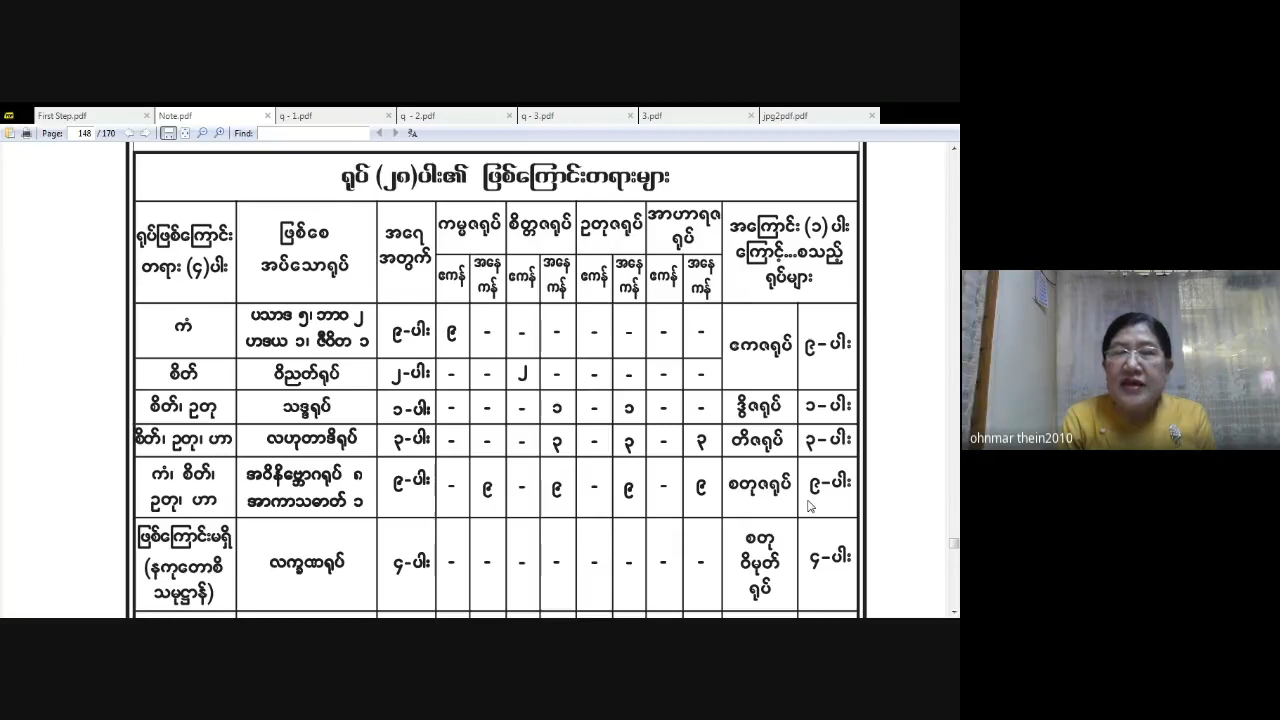 First Step.pdf Note.pdf q - 1.pdf q - 2.pdf q - 3.pdf 3.pdf jpg2pdf.pdf
Page: 148 / 170 Find:
ရုပ် (၂၈)ပါး၏ ဖြစ်ကြောင်းတရားများ
ရုပ်ဖြစ်ကြောင်း ဖြစ်စေ အရေ ကမ္မဇရုပ် စိတ္တဇရုပ် ဥတုဇရုပ် အာဟာရဇ အကြောင်း (၁) ပါး
တရား (၄)ပါး အပ်သောရုပ် အတွက် ရုပ် ကြောင့်...စသည့်
ဧကန် အနေ ဧကန် အနေ ဧကန် အနေ ဧကန် အနေ ရုပ်များ
ကန် ကန် ကန် ကန်
ကံ ပသာဒ ၅၊ ဘာဝ ၂ ၉-ပါး ၉ - - - - - - - ဧကဇရုပ် ၉-ပါး
ဟဒယ ၁၊ ဇီဝိတ ၁
စိတ် ဝိညတ်ရုပ် ၂-ပါး - - ၂ - - - - -
စိတ်၊ ဥတု သဒ္ဒရုပ် ၁-ပါး - - - ၁ - ၁ - - ဒွိဇရုပ် ၁-ပါး
စိတ်၊ ဥတု၊ ဟာ လဟုတာဒိရုပ် ၃-ပါး - - - ၃ - ၃ - ၃ တိဇရုပ် ၃-ပါး
ကံ၊ စိတ်၊ အဝိနိဗ္ဘောဂရုပ် ၈ ၉-ပါး - ၉ - ၉ - ၉ - ၉ စတုဇရုပ် ၉-ပါး
ဥတု၊ ဟာ အာကာသဓာတ် ၁
ဖြစ်ကြောင်းမရှိ လက္ခဏရုပ် ၄-ပါး - - - - - - - - စတု ၄-ပါး
(နကုတောစိ ဝိမုတ်
သမုဋ္ဌာန်) ရုပ်
ohnmar thein2010